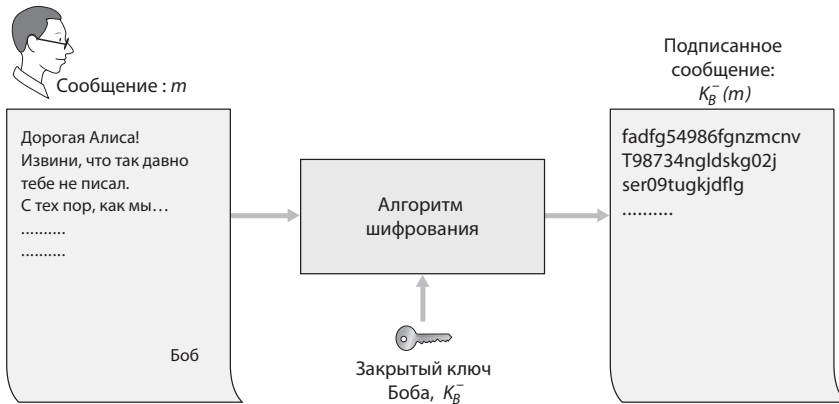 Сообщение : m
Дорогая Алиса!
Извини, что так давно
тебе не писал.
С тех пор, как мы…
..........
..........
Боб
Алгоритм
шифрования
Закрытый ключ
Боба, K_B^-
Подписанное
сообщение:
K_B^- (m)
fadfg54986fgnzmcnv
T98734ngldskg02j
ser09tugkjdflg
..........